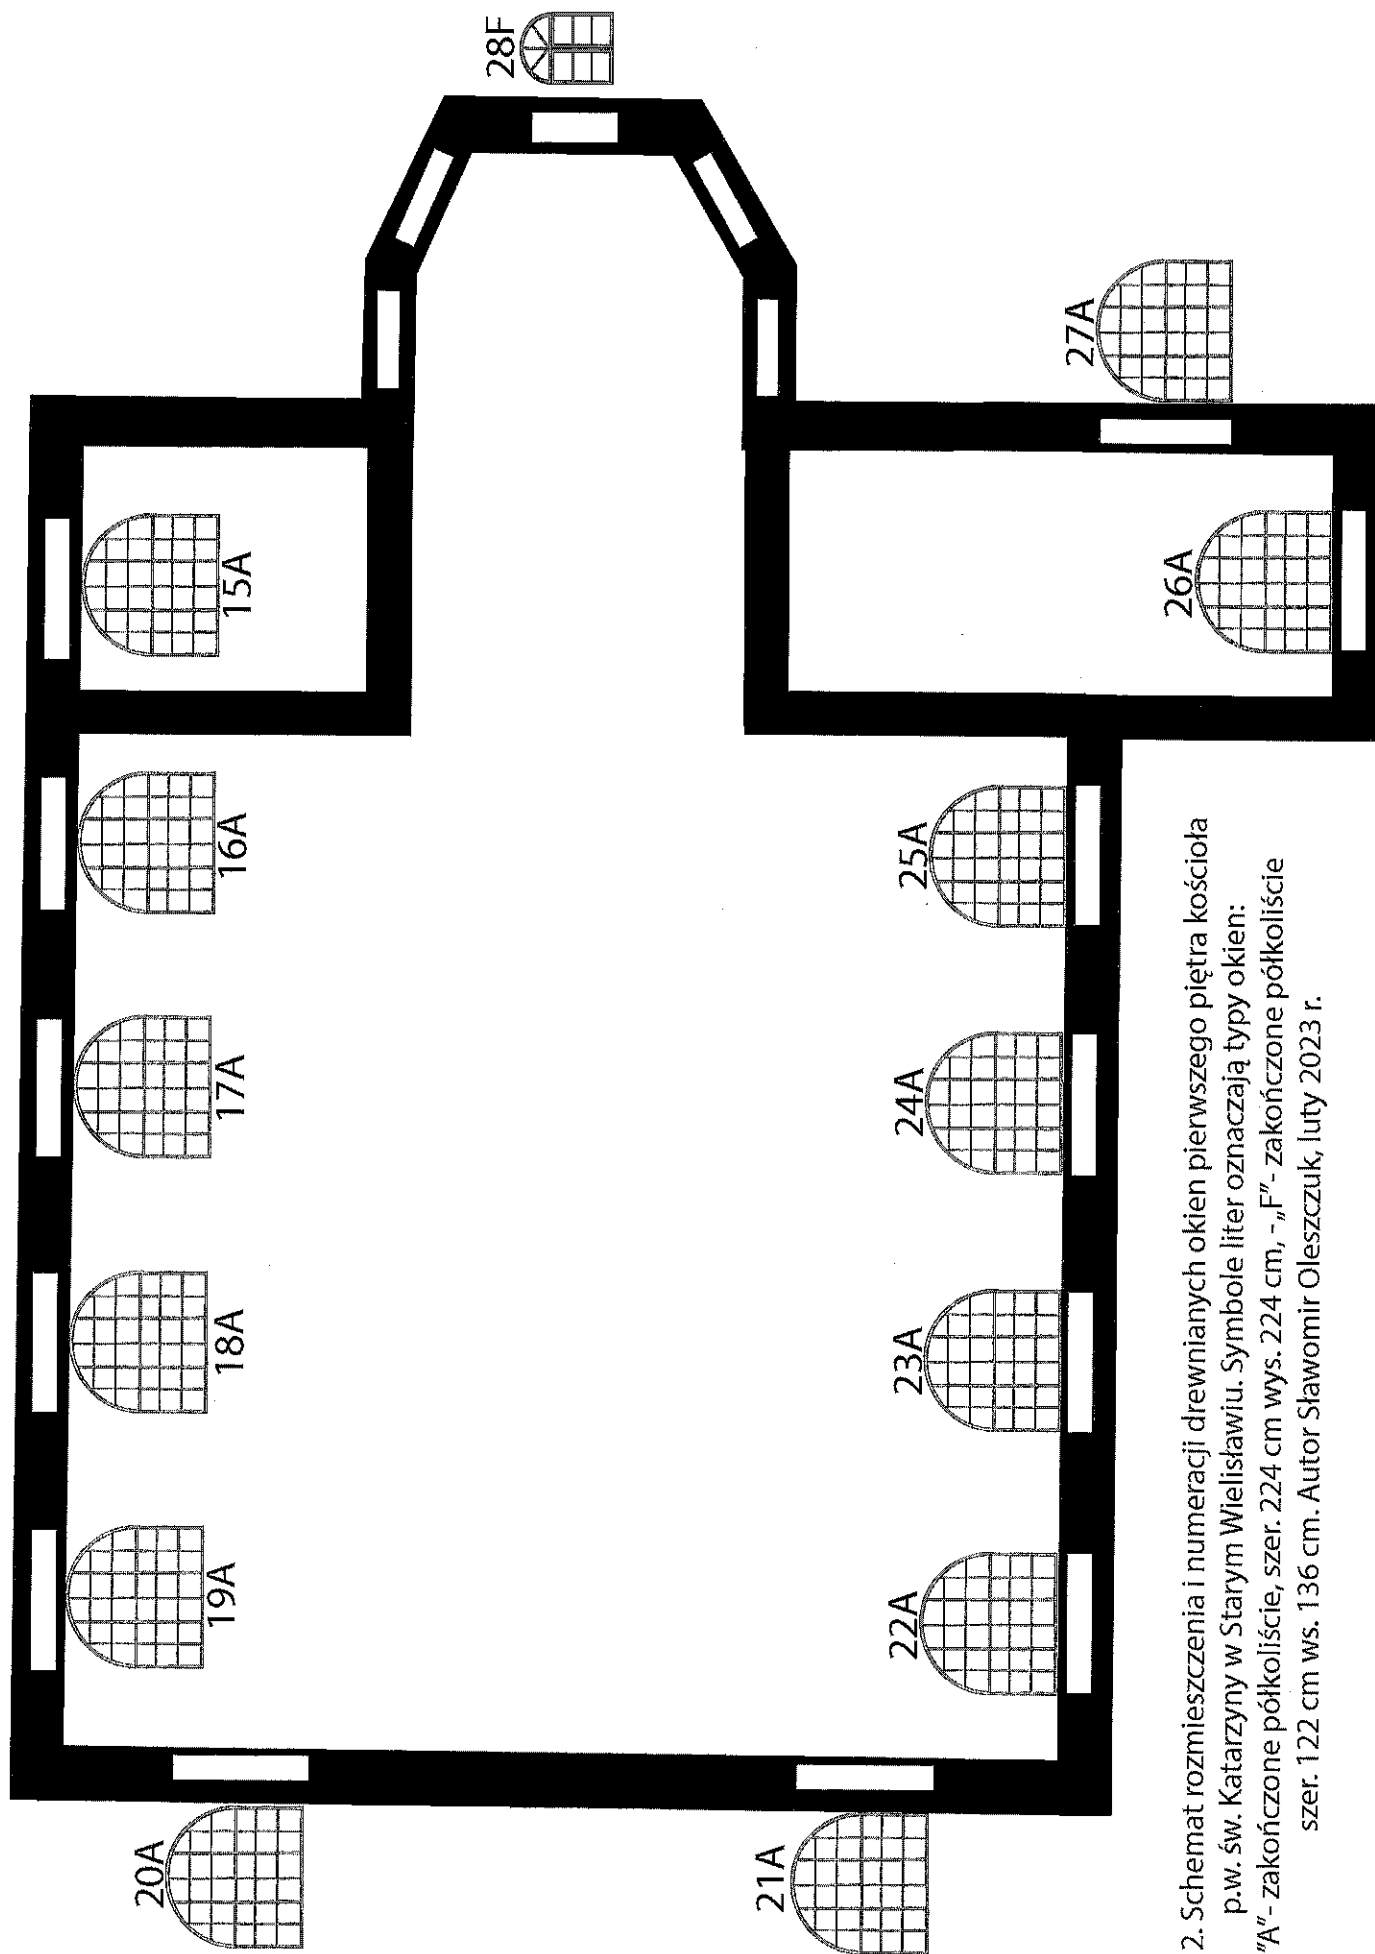 28F
27A
15A
26A
16A
25A
17A
24A
18A
23A
19A
22A
20A
21A
2. Schemat rozmieszczenia i numeracji drewnianych okien pierwszego piętra kościoła
p.w. św. Katarzyny w Starym Wielisławiu. Symbole liter oznaczają typy okien:
"A"- zakończone półkoliście, szer. 224 cm wys. 224 cm, - „F"- zakończone półkoliście
szer. 122 cm ws. 136 cm. Autor Sławomir Oleszczuk, luty 2023 r.